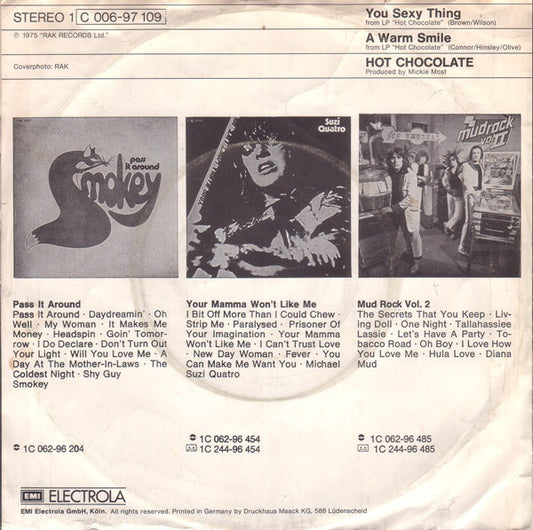 STEREO 1 C 006-97 109
℗ 1975 "RAK RECORDS Ltd."
Coverphoto: RAK
You Sexy Thing
from LP "Hot Chocolate" (Brown/Wilson)
A Warm Smile
from LP "Hot Chocolate" (Connor/Hinsley/Olive)
HOT CHOCOLATE
Produced by Mickie Most
pass
it around
Smokey
Suzi
Quatro
mud rock
vol. II
Pass It Around
Pass It Around · Daydreamin' · Oh
Well · My Woman · It Makes Me
Money · Headspin · Goin' Tomor-
row · I Do Declare · Don't Turn Out
Your Light · Will You Love Me · A
Day At The Mother-In-Laws · The
Coldest Night · Shy Guy
Smokey
1C 062-96 204
Your Mamma Won't Like Me
I Bit Off More Than I Could Chew ·
Strip Me · Paralysed · Prisoner Of
Your Imagination · Your Mamma
Won't Like Me · I Can't Trust Love
· New Day Woman · Fever · You
Can Make Me Want You · Michael
Suzi Quatro
1C 062-96 454
1C 244-96 454
Mud Rock Vol. 2
The Secrets That You Keep · Liv-
ing Doll · One Night · Tallahassiee
Lassie · Let's Have A Party · To-
bacco Road · Oh Boy · I Love How
You Love Me · Hula Love · Diana
Mud
1C 062-96 485
1C 244-96 485
EMI ELECTROLA
EMI Electrola GmbH, Köln. All rights reserved. Printed in Germany by Druckhaus Maack KG, 588 Lüdenscheid